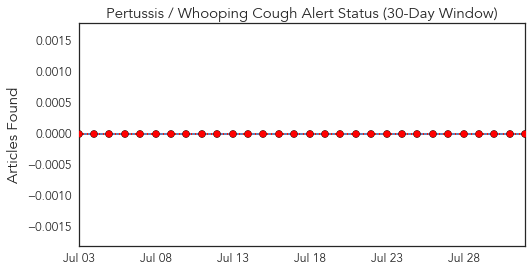 Pertussis / Whooping Cough Alert Status (30-Day Window)
Articles Found
0.0015
0.0010
0.0005
0.0000
−0.0005
−0.0010
−0.0015
Jul 03 Jul 08 Jul 13 Jul 18 Jul 23 Jul 28